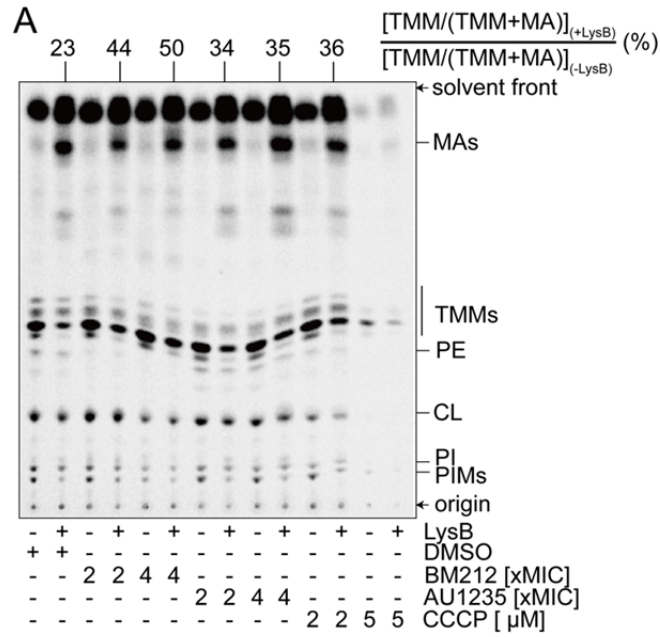 A
23 44 50 34 35 36
[TMM/(TMM+MA)](+LysB)
[TMM/(TMM+MA)](-LysB)
(%)
solvent front
MAs
TMMs
PE
CL
PI
PIMs
origin
- + - + - + - + - + - + - + LysB
+ + - - - - - - - - - - - - DMSO
- - 2 2 4 4 - - - - - - - - BM212 [xMIC]
- - - - - - 2 2 4 4 - - - - AU1235 [xMIC]
- - - - - - - - - - 2 2 5 5 CCCP [ μM]